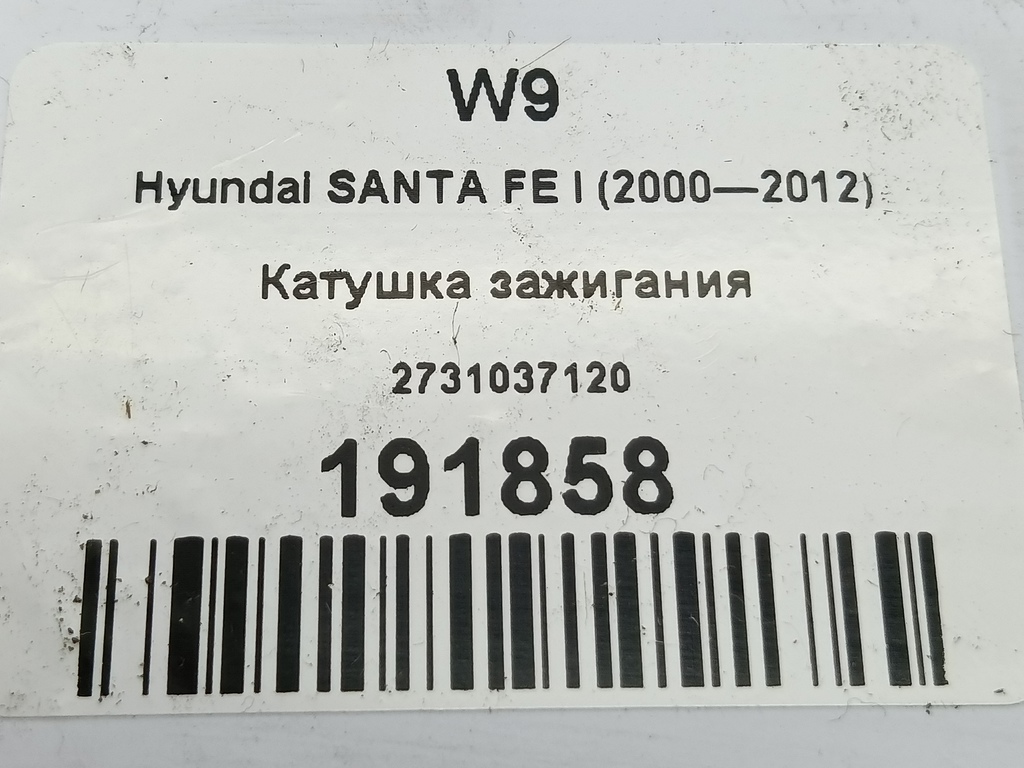 W9
Hyundai SANTA FE I (2000—2012)
Катушка зажигания
2731037120
191858